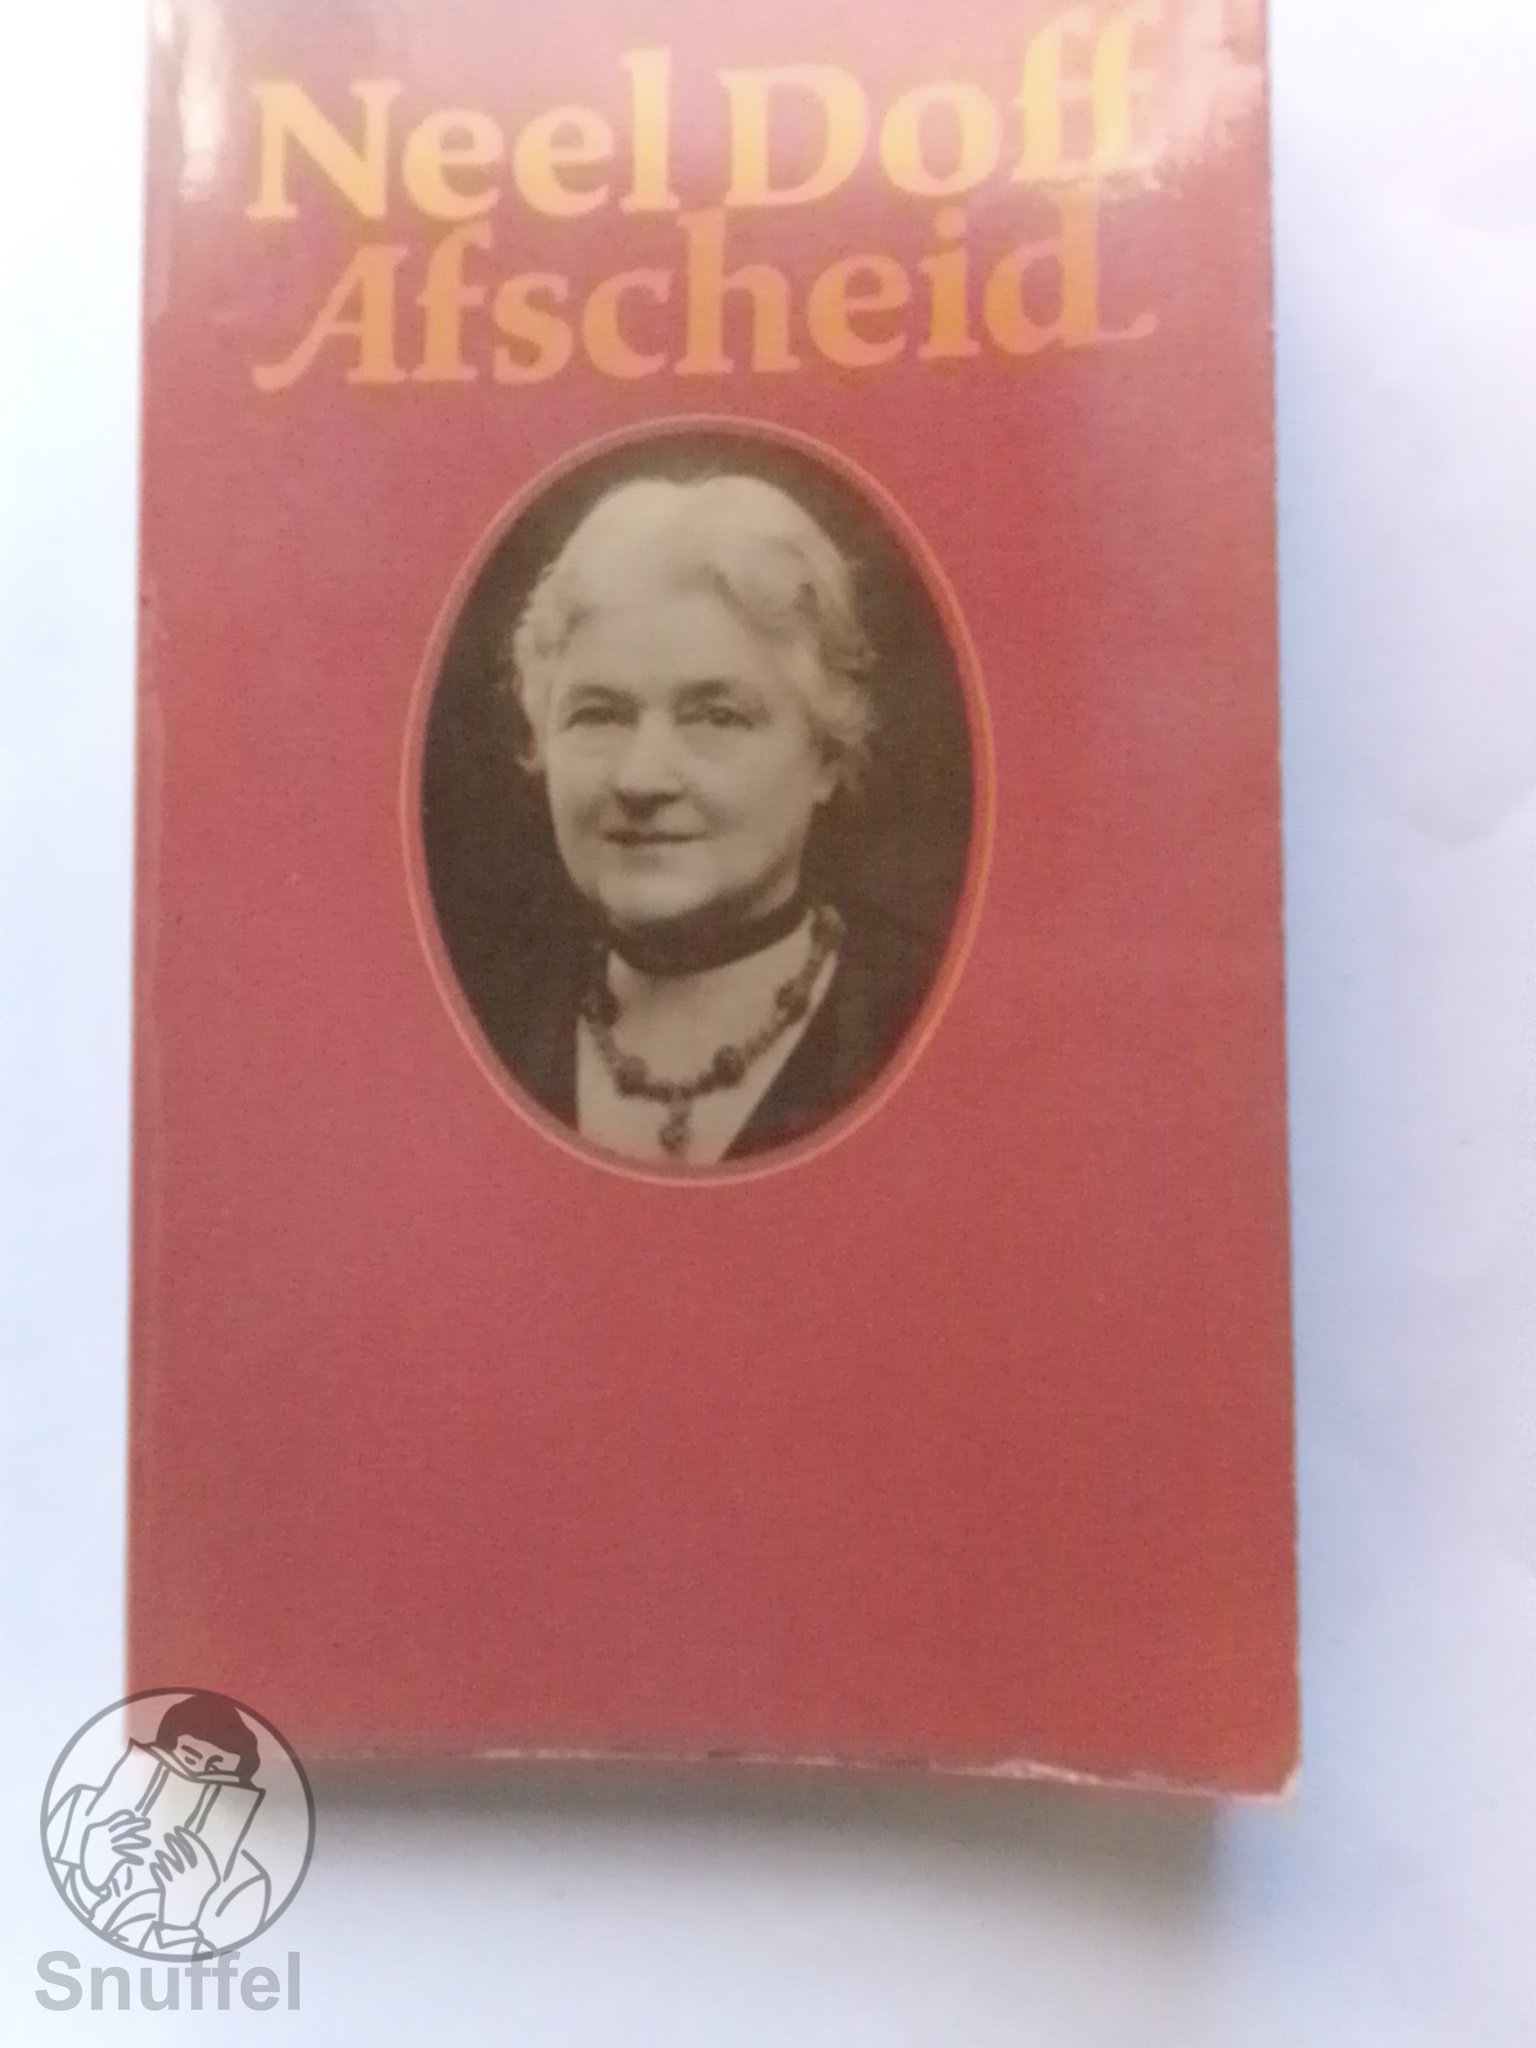 Neel Doff
Afscheid
Snuffel